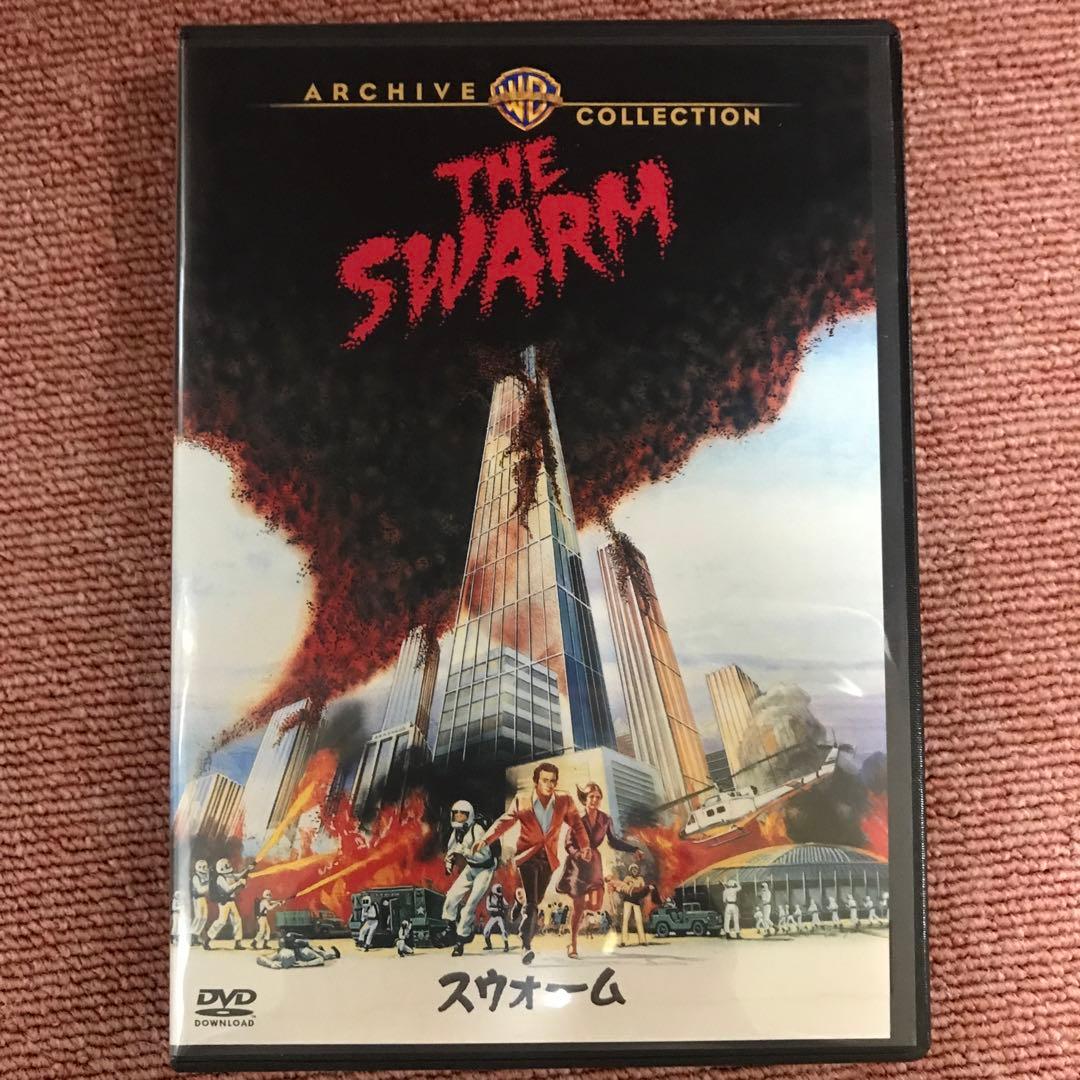 ARCHIVE WB COLLECTION
THE
SWARM
スウォーム
DVD
DOWNLOAD